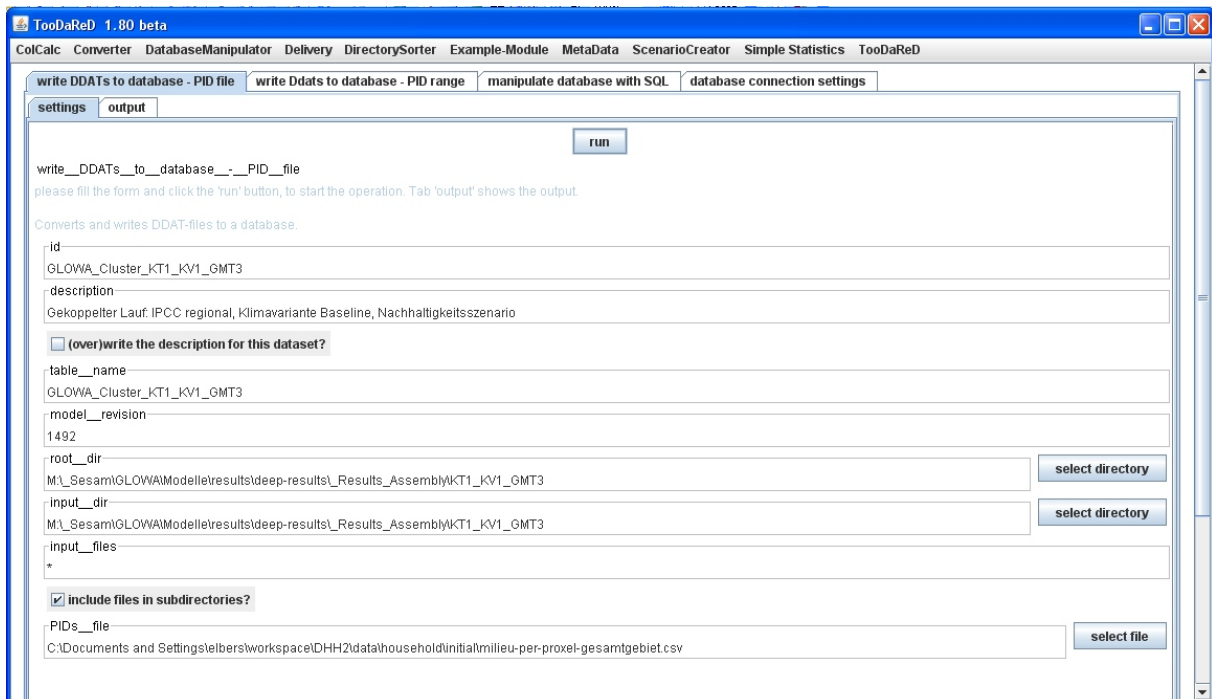 TooDaReD 1.80 beta
ColCalc Converter DatabaseManipulator Delivery DirectorySorter Example-Module MetaData ScenarioCreator Simple Statistics TooDaReD
write DDATs to database - PID file write Ddats to database - PID range manipulate database with SQL database connection settings
settings output
run
write__DDATs__to__database__-__PID__file
please fill the form and click the 'run' button, to start the operation. Tab 'output' shows the output.
Converts and writes DDAT-files to a database.
id
GLOWA_Cluster_KT1_KV1_GMT3
description
Gekoppelter Lauf: IPCC regional, Klimavariante Baseline, Nachhaltigkeitsszenario
(over)write the description for this dataset?
table__name
GLOWA_Cluster_KT1_KV1_GMT3
model__revision
1492
root__dir
M:\_Sesam\GLOWA\Modelle\results\deep-results\_Results_Assembly\KT1_KV1_GMT3
select directory
input__dir
M:\_Sesam\GLOWA\Modelle\results\deep-results\_Results_Assembly\KT1_KV1_GMT3
select directory
input__files
*
include files in subdirectories?
PIDs__file
C:\Documents and Settings\elbers\workspace\DHH2\data\household\initial\milieu-per-proxel-gesamtgebiet.csv
select file